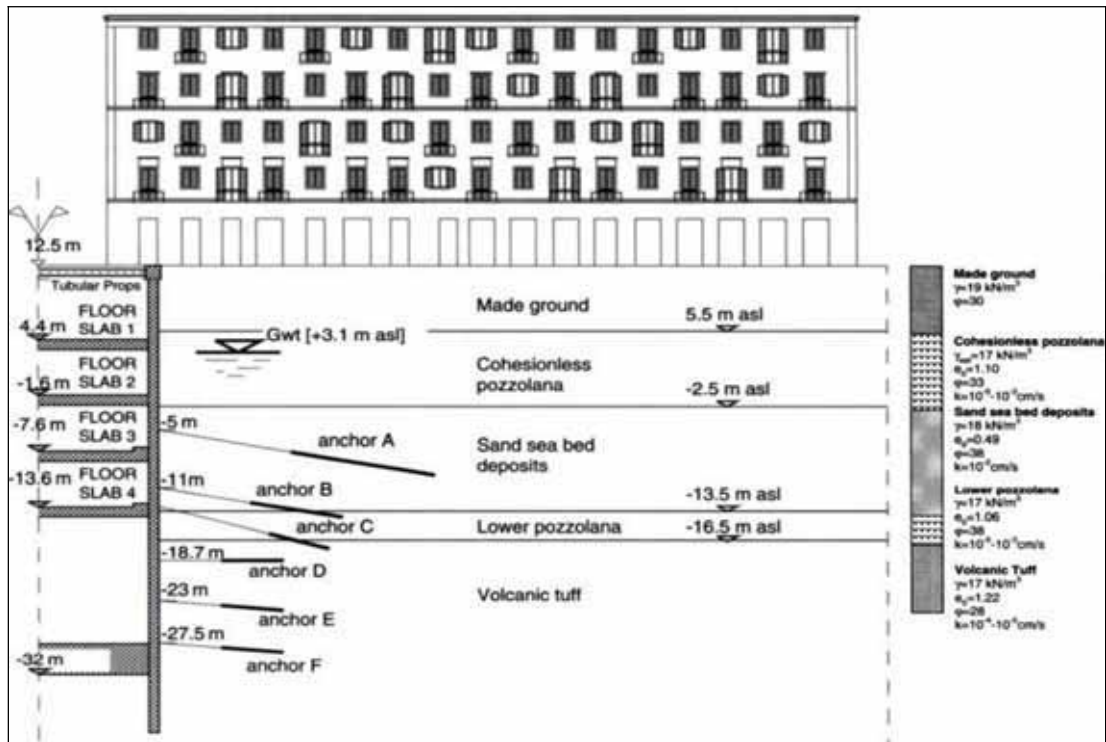 12.5 m
Tubular Props
FLOOR
SLAB 1
4.4 m
FLOOR
SLAB 2
-1.6 m
FLOOR
SLAB 3
-7.6 m
FLOOR
SLAB 4
-13.6 m
-32 m
Made ground
5.5 m asl
Gwt [+3.1 m asl]
Cohesionless
pozzolana
-2.5 m asl
-5m
anchor A
Sand sea bed
deposits
-11m
anchor B
-13.5 m asl
anchor C
Lower pozzolana
-16.5 m asl
-18.7 m
anchor D
Volcanic tuff
-23 m
anchor E
-27.5 m
anchor F
Made ground
γ=19 kN/m³
φ=30
Cohesionless pozzolana
=17 kN/m³
e₀=1.10
φ=33
Sand sea bed deposits
γ=18 kN/m³
e₀=0.49
φ=38
Lower pozzolana
γ=17 kN/m³
e₀=1.06
φ=38
Volcanic Tuff
γ=17 kN/m³
e₀=1.22
φ=28